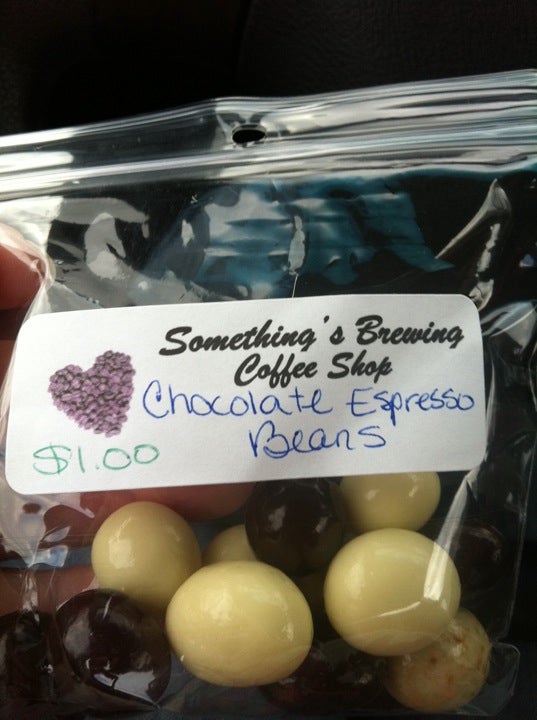 Something's Brewing
Coffee Shop
Chocolate Espresso
Beans
$1.00